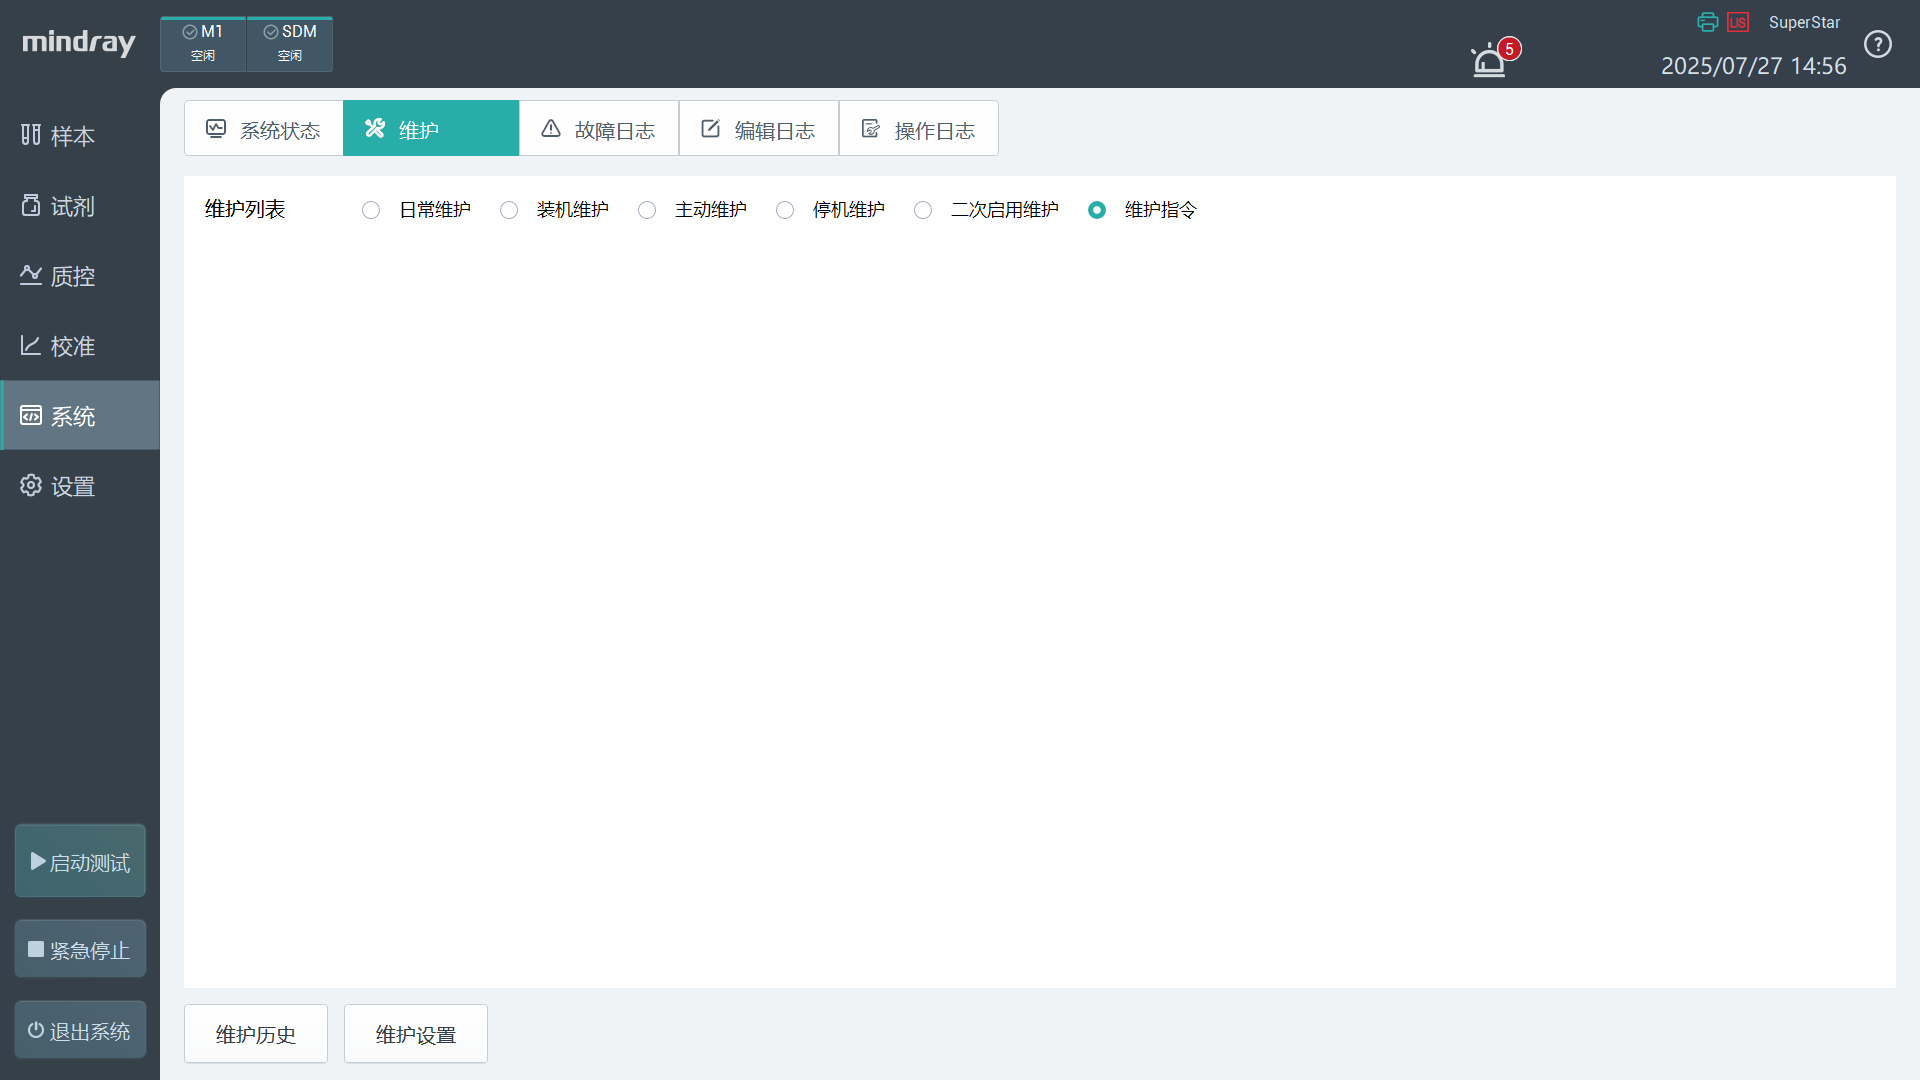 mindray
M1
空闲
SDM
空闲
5
LIS
SuperStar
2025/07/27 14:56
?
样本
试剂
质控
校准
系统
设置
启动测试
紧急停止
退出系统
系统状态
维护
故障日志
编辑日志
操作日志
维护列表
日常维护
装机维护
主动维护
停机维护
二次启用维护
维护指令
维护历史
维护设置